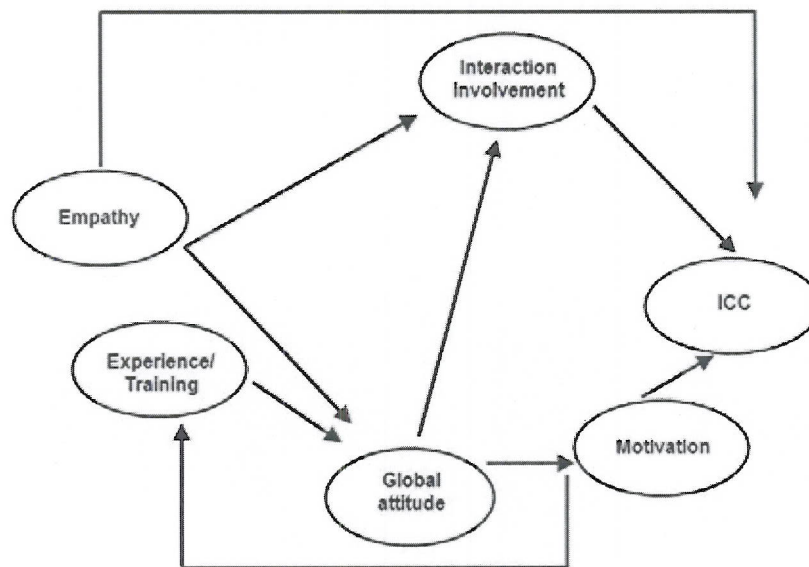 Interaction
Involvement
Empathy
ICC
Experience/
Training
Motivation
Global
attitude